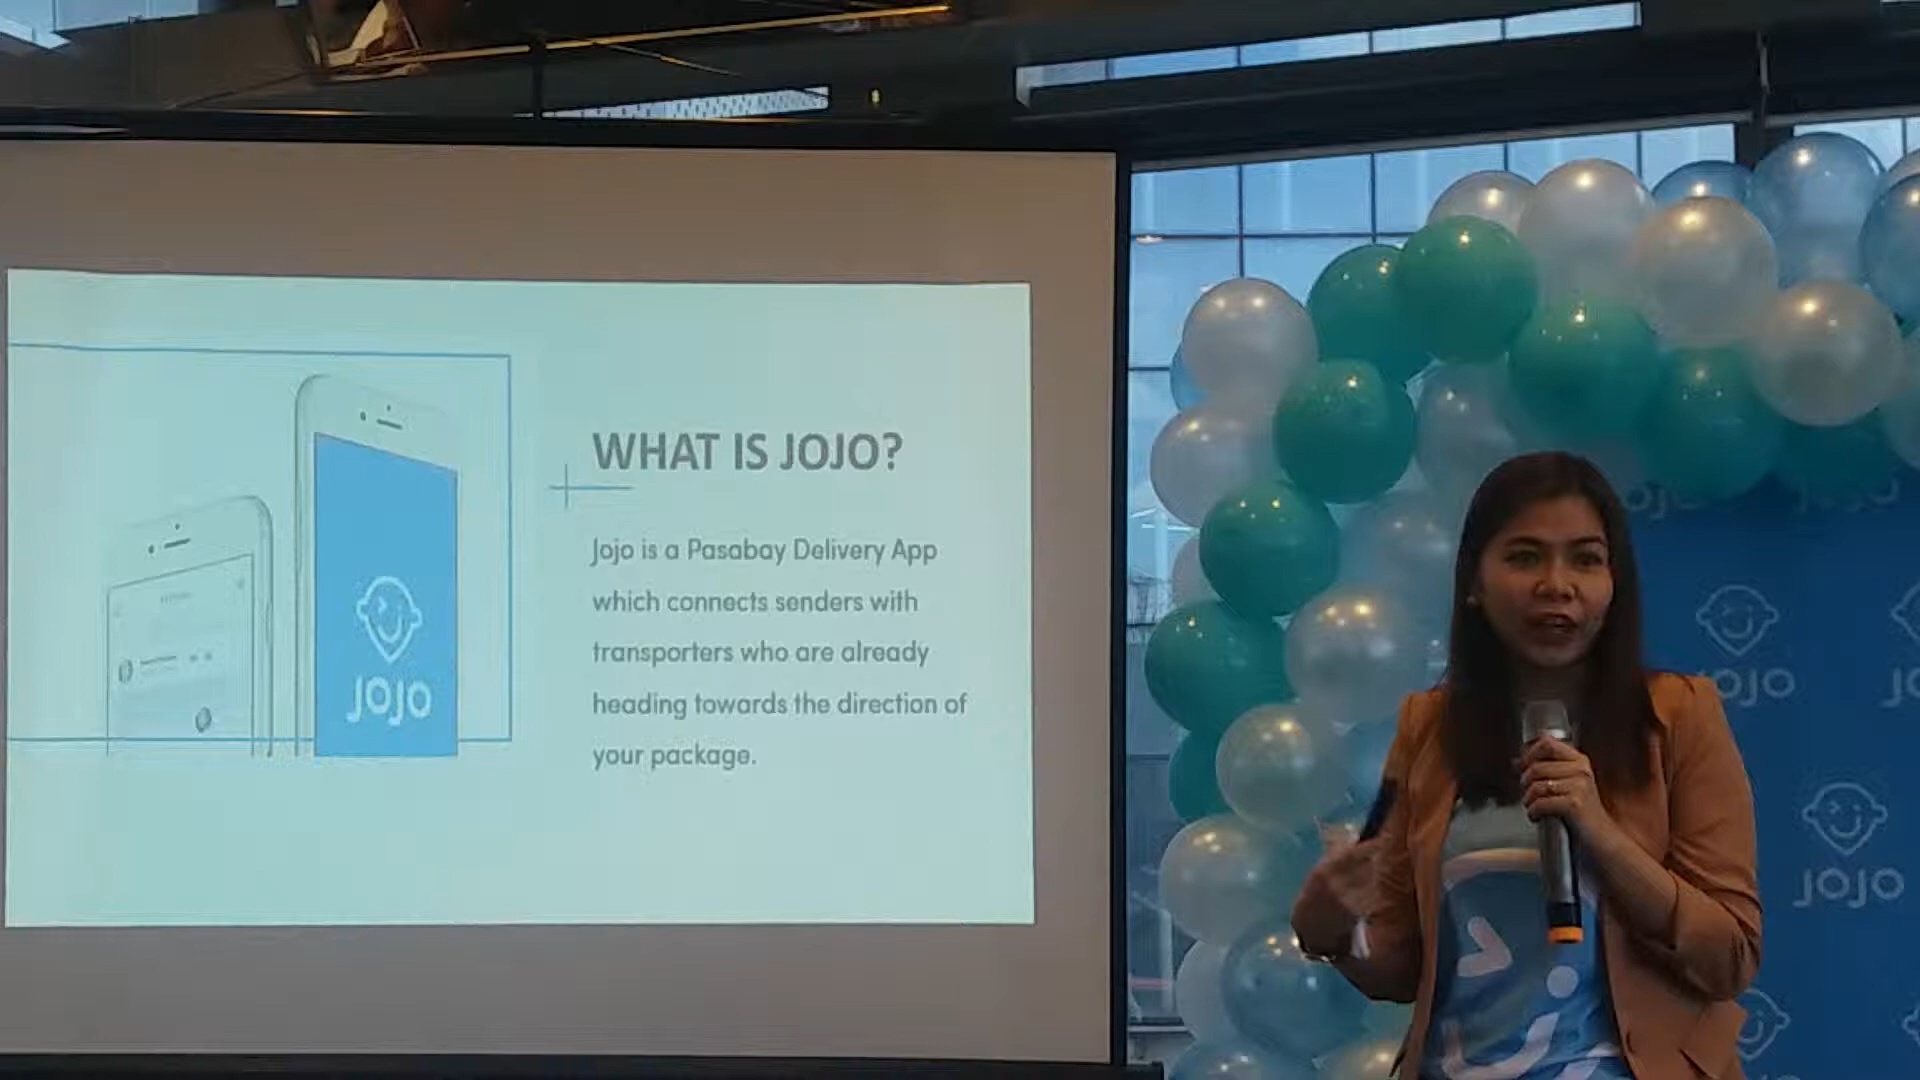 WHAT IS JOJO?
Jojo is a Pasabay Delivery App
which connects senders with
transporters who are already
heading towards the direction of
your package.
JOJO
JOJO
JOJO
JOJO